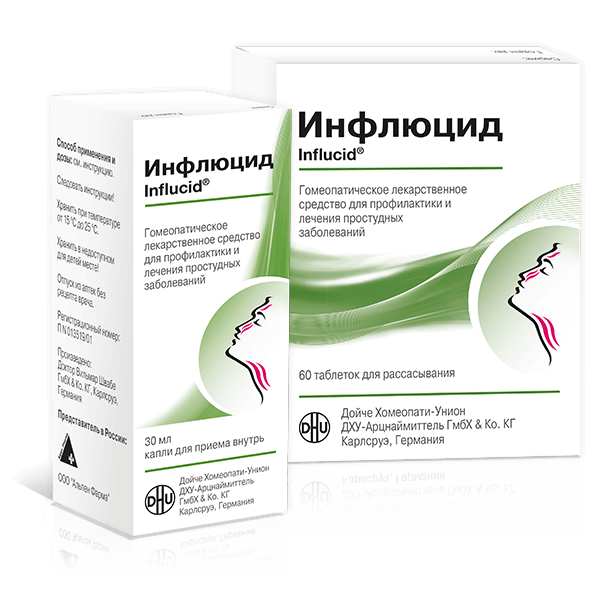 Способ применения и
дозы: см. инструкцию.
Следовать инструкции!
Хранить при температуре
от 15 °С до 25 °С.
Хранить в недоступном
для детей месте!
Отпуск из аптек без
рецепта врача.
Регистрационный номер:
П N 013519/01
Произведено:
Доктор Вильмар Швабе
ГмбХ & Ко. КГ, Карлсруэ,
Германия
Представитель в России:
ООО "Альпен Фарма"
Инфлюцид
Influcid®
Гомеопатическое
лекарственное средство
для профилактики и
лечения простудных
заболеваний
30 мл
капли для приема внутрь
DHU
Дойче Хомеопати-Унион
ДХУ-Арцнаймиттель
ГмбХ & Ко. КГ
Карлсруэ, Германия
Инфлюцид
Influcid®
Гомеопатическое лекарственное
средство для профилактики и
лечения простудных
заболеваний
60 таблеток для рассасывания
DHU
Дойче Хомеопати-Унион
ДХУ-Арцнаймиттель ГмбХ & Ко. КГ
Карлсруэ, Германия